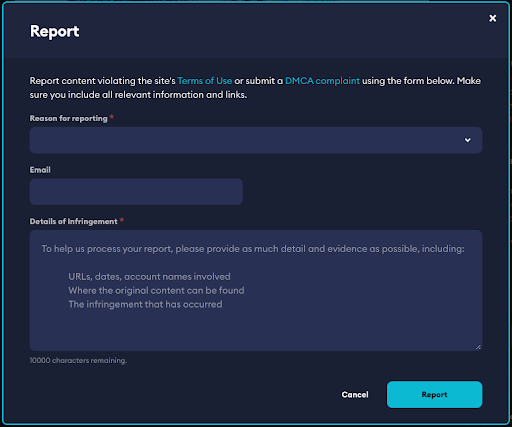 Report
Report content violating the site's Terms of Use or submit a DMCA complaint using the form below. Make
sure you include all relevant information and links.
Reason for reporting *
Email
Details of Infringement *
To help us process your report, please provide as much detail and evidence as possible, including:
URLs, dates, account names involved
Where the original content can be found
The infringement that has occurred
10000 characters remaining.
Cancel
Report